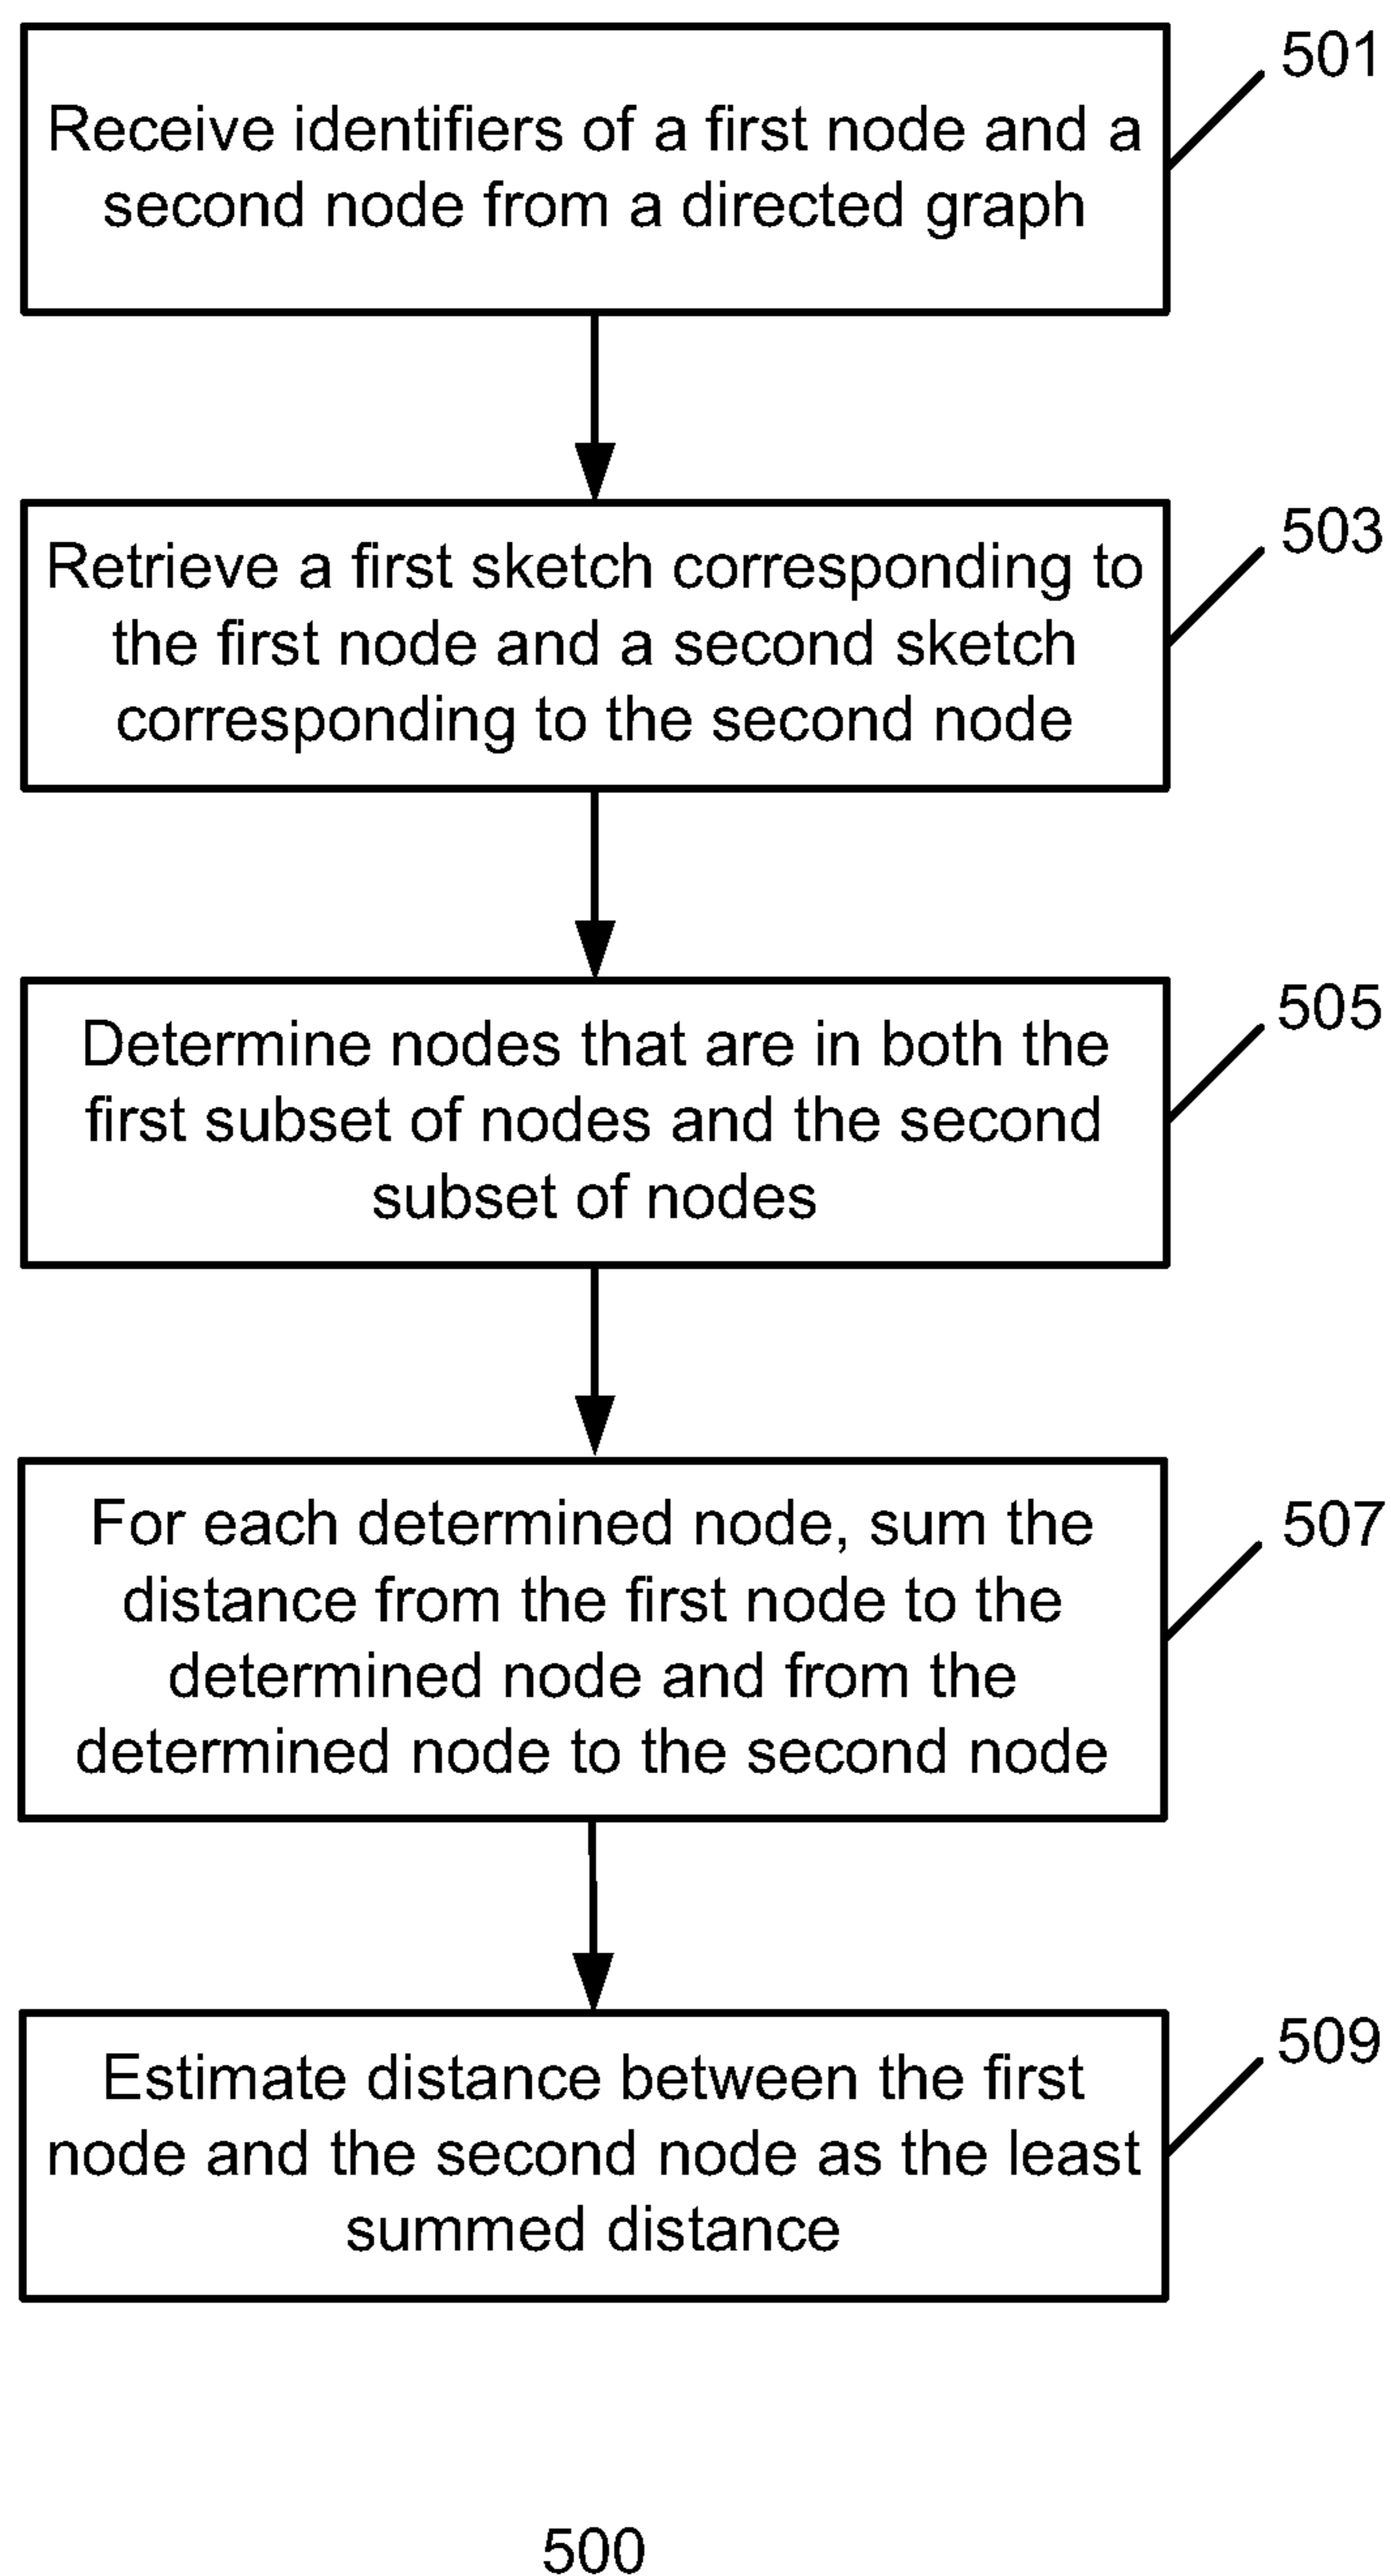 501
Receive identifiers of a first node and a
second node from a directed graph
503
Retrieve a first sketch corresponding to
the first node and a second sketch
corresponding to the second node
505
Determine nodes that are in both the
first subset of nodes and the second
subset of nodes
507
For each determined node, sum the
distance from the first node to the
determined node and from the
determined node to the second node
509
Estimate distance between the first
node and the second node as the least
summed distance
500